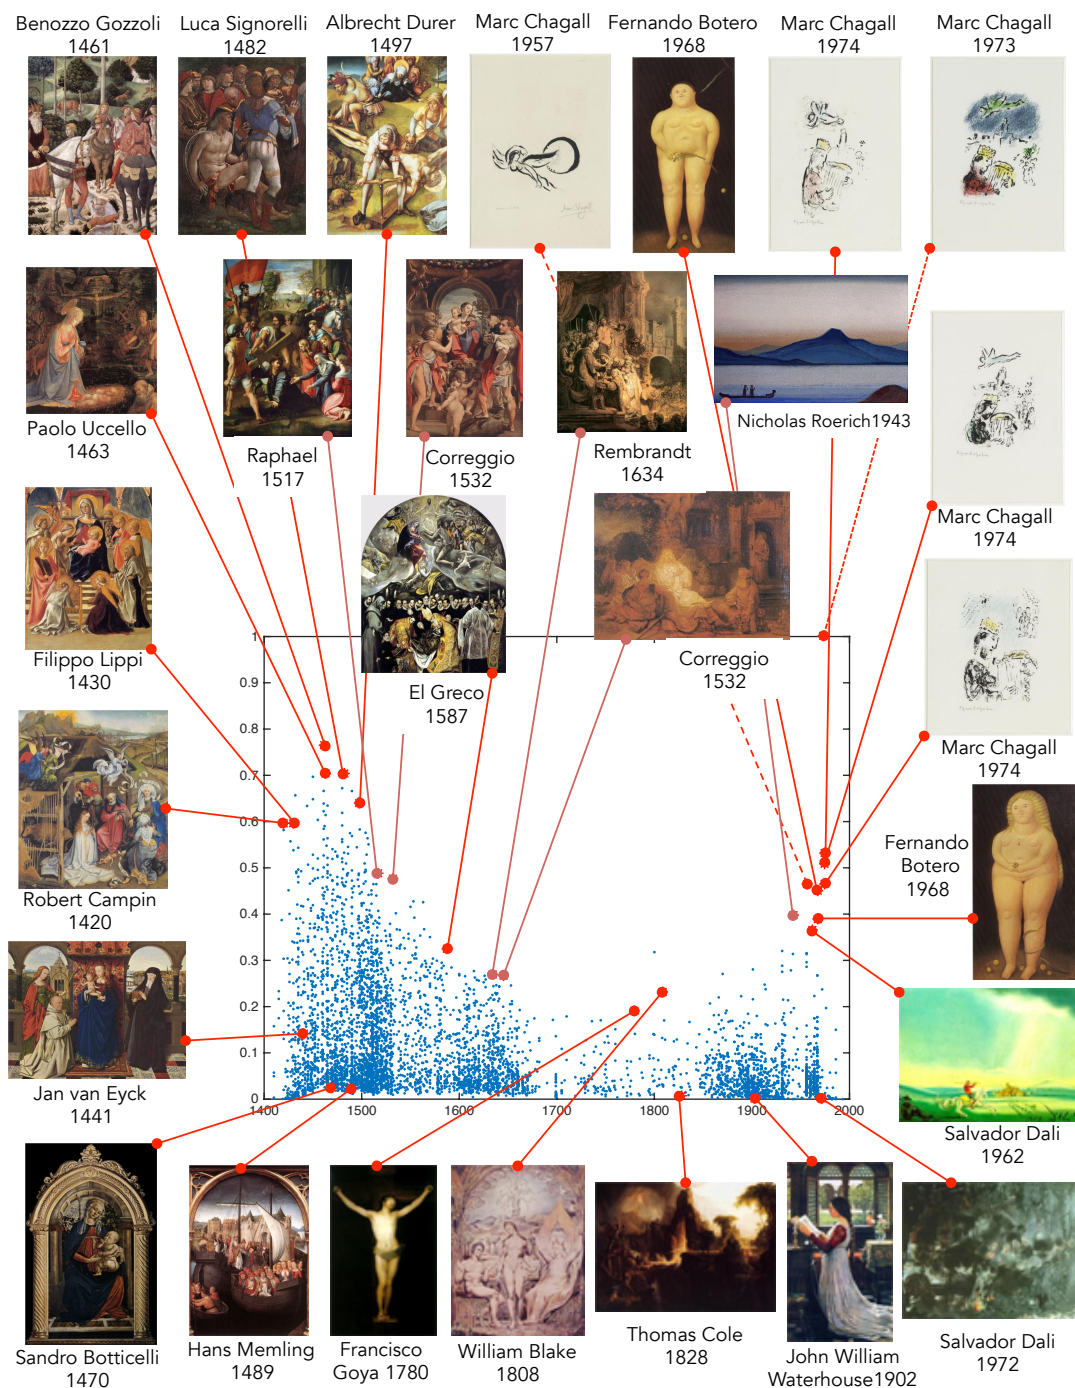 Benozzo Gozzoli
1461
Luca Signorelli
1482
Albrecht Durer
1497
Marc Chagall
1957
Fernando Botero
1968
Marc Chagall
1974
Marc Chagall
1973
Paolo Uccello
1463
Raphael
1517
Correggio
1532
Rembrandt
1634
Nicholas Roerich1943
Marc Chagall
1974
Filippo Lippi
1430
El Greco
1587
Correggio
1532
Marc Chagall
1974
Robert Campin
1420
Fernando
Botero
1968
1
0.9
0.8
0.7
0.6
0.5
0.4
0.3
0.2
0.1
0
1400
1500
1600
1700
1800
1900
2000
Jan van Eyck
1441
Salvador Dali
1962
Sandro Botticelli
1470
Hans Memling
1489
Francisco
Goya 1780
William Blake
1808
Thomas Cole
1828
John William
Waterhouse1902
Salvador Dali
1972